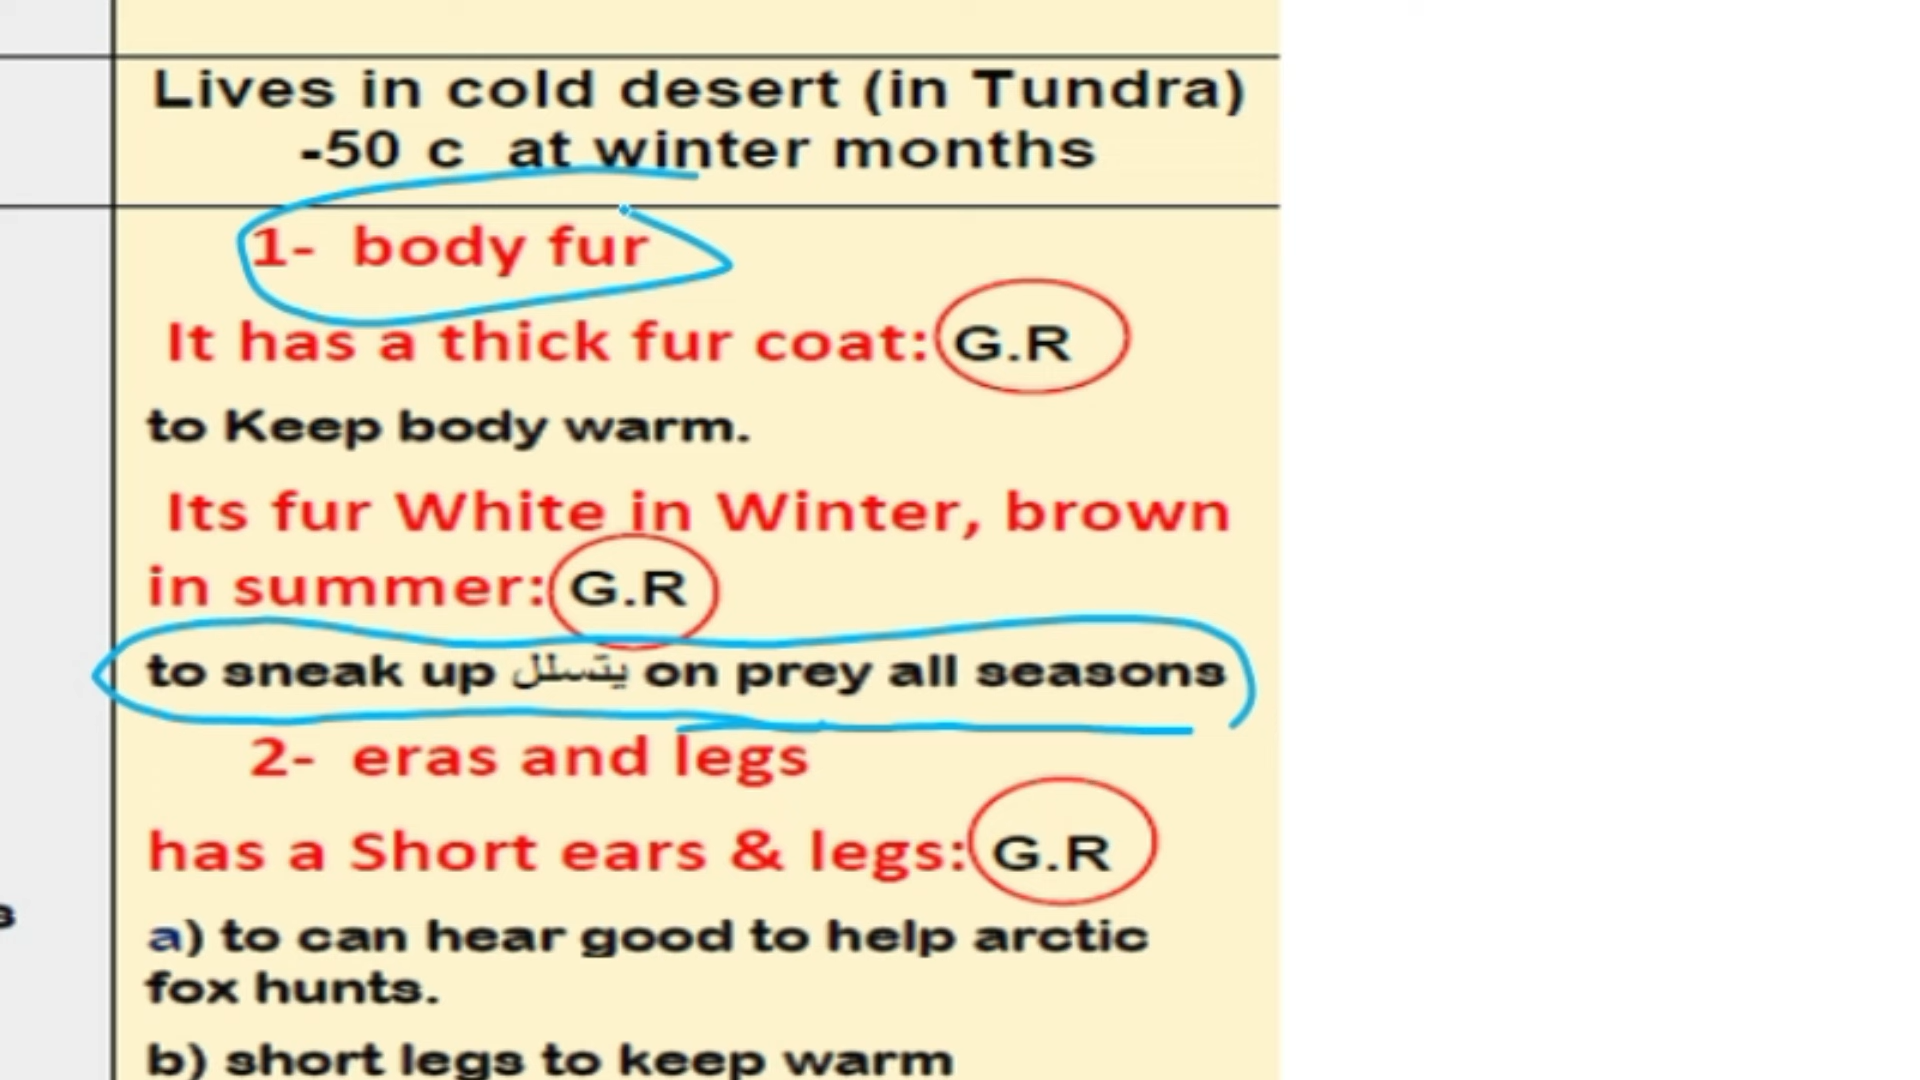 Lives in cold desert (in Tundra)
-50 c at winter months
1- body fur
It has a thick fur coat: G.R
to Keep body warm.
Its fur White in Winter, brown
in summer: G.R
to sneak up يتسلل on prey all seasons
2- eras and legs
has a Short ears & legs: G.R
s
a) to can hear good to help arctic
fox hunts.
b) short legs to keep warm